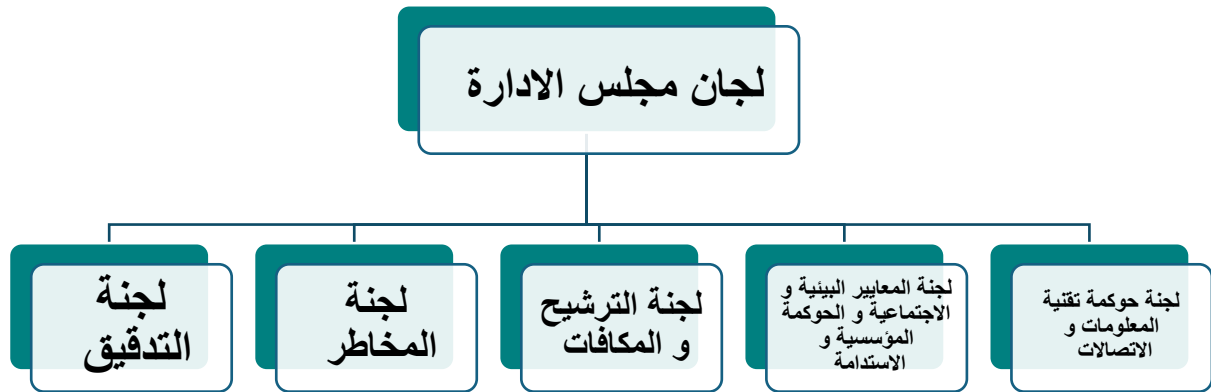 لجان مجلس الادارة
لجنة حوكمة تقنية
المعلومات و
الاتصالات
لجنة المعايير البيئية و
الاجتماعية و الحوكمة
المؤسسية و
الاستدامة
لجنة الترشيح
و المكافات
لجنة
المخاطر
لجنة
التدقيق